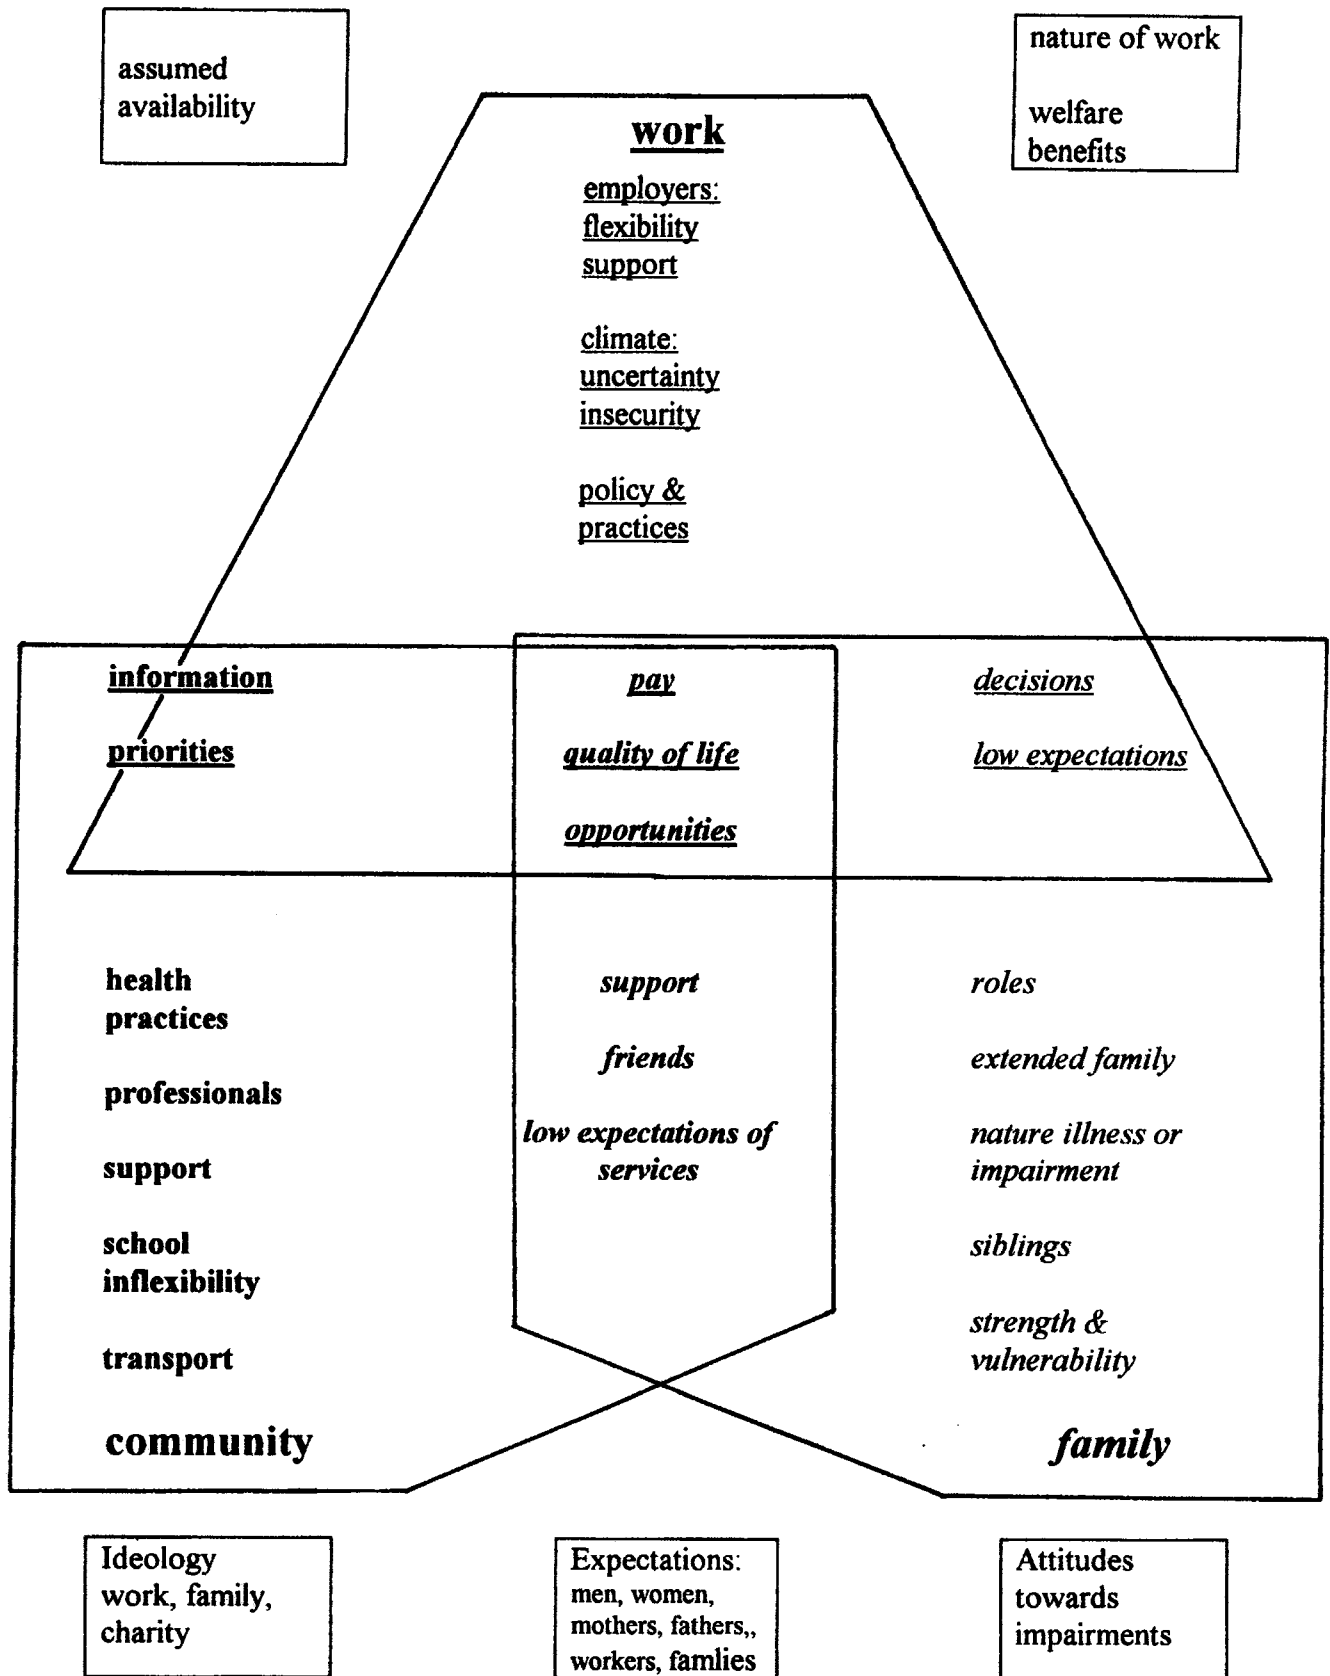 assumed
availability
nature of work
welfare
benefits
work
employers:
flexibility
support
climate:
uncertainty
insecurity
policy &
practices
information
priorities
pay
quality of life
opportunities
decisions
low expectations
health
practices
professionals
support
school
inflexibility
transport
community
support
friends
low expectations of
services
roles
extended family
nature illness or
impairment
siblings
strength &
vulnerability
family
Ideology
work, family,
charity
Expectations:
men, women,
mothers, fathers,,
workers, famlies
Attitudes
towards
impairments